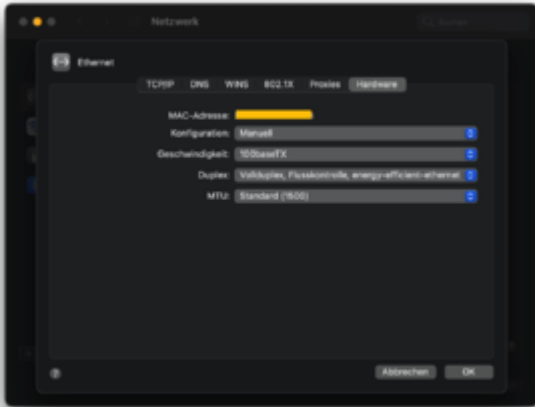 Netzwerk
Suchen
Ethernet
TCP/IP DNS WINS 802.1X Proxies Hardware
MAC-Adresse:
Konfiguration: Manuell
Geschwindigkeit: 100baseTX
Duplex: Vollduplex, Flusskontrolle, energy-efficient-ethernet
MTU: Standard (1500)
?
Abbrechen OK